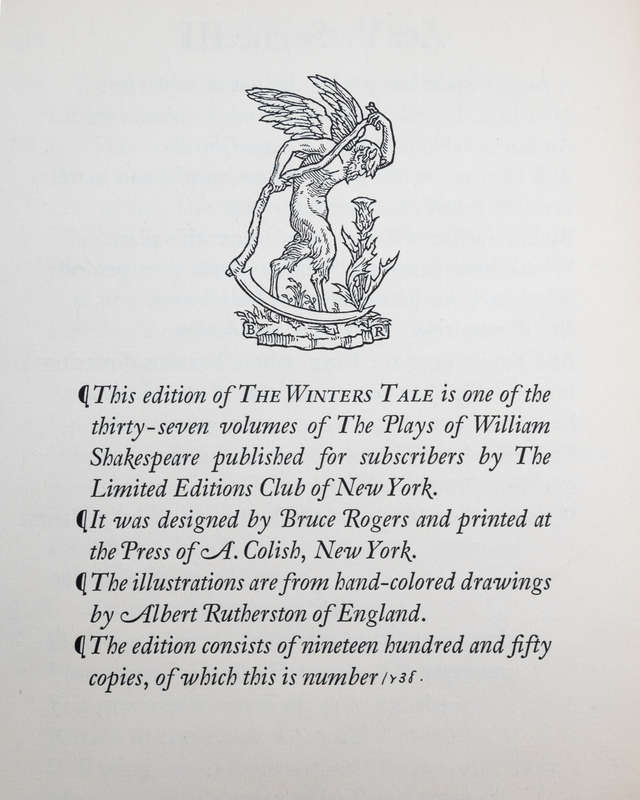 B R
¶This edition of THE WINTERS TALE is one of the
thirty-seven volumes of The Plays of William
Shakespeare published for subscribers by The
Limited Editions Club of New York.
¶It was designed by Bruce Rogers and printed at
the Press of A. Colish, New York.
¶The illustrations are from hand-colored drawings
by Albert Rutherston of England.
¶The edition consists of nineteen hundred and fifty
copies, of which this is number